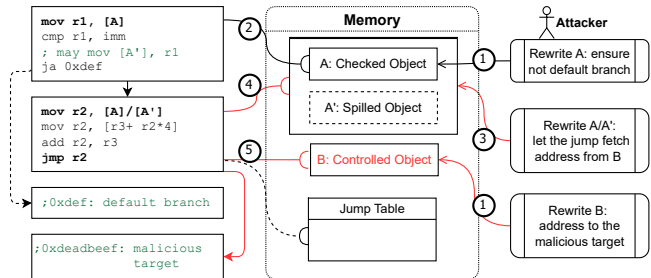 mov r1, [A]
cmp r1, imm
; may mov [A'], r1
ja 0xdef
mov r2, [A]/[A']
mov r2, [r3+ r2*4]
add r2, r3
jmp r2
;0xdef: default branch
;0xdeadbeef: malicious
target
Memory
2
A: Checked Object
4
A': Spilled Object
5
B: Controlled Object
Jump Table
Attacker
1
Rewrite A: ensure
not default branch
3
Rewrite A/A':
let the jump fetch
address from B
1
Rewrite B:
address to the
malicious target